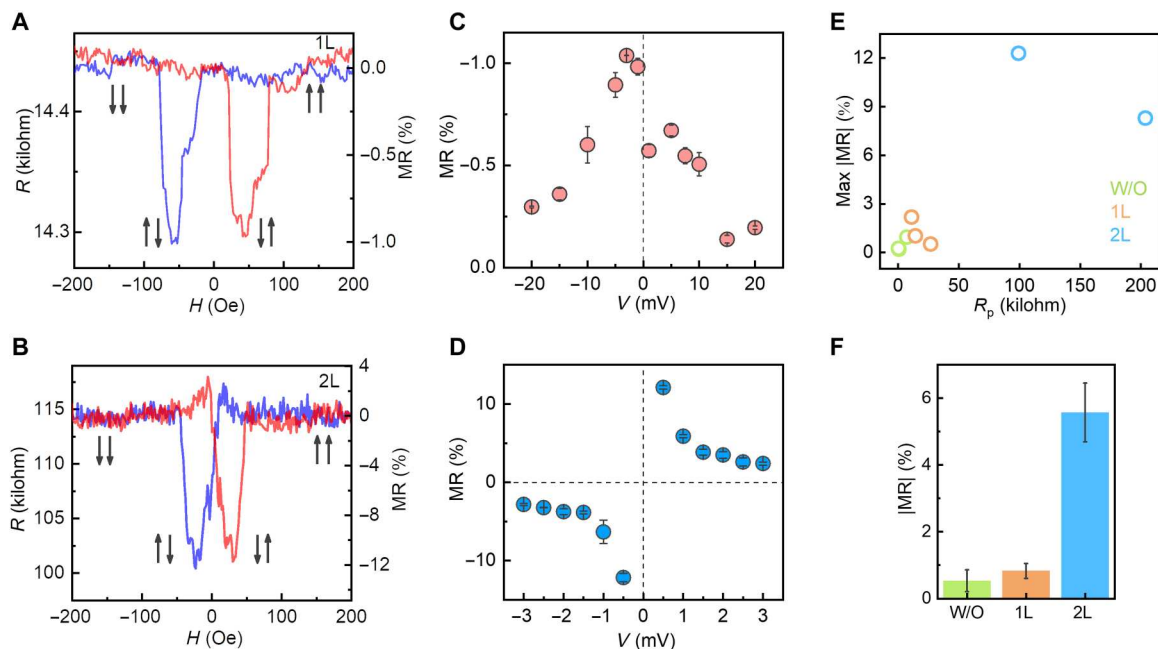 A
1L
14.4
14.3
R (kilohm)
0.0
−0.5
−1.0
MR (%)
−200 −100 0 100 200
H (Oe)
B
2L
115
110
105
100
R (kilohm)
4
0
−4
−8
−12
MR (%)
−200 −100 0 100 200
H (Oe)
C
−1.0
−0.5
0.0
MR (%)
−20 −10 0 10 20
V (mV)
D
10
0
−10
MR (%)
−3 −2 −1 0 1 2 3
V (mV)
E
12
9
6
3
0
Max |MR| (%)
W/O
1L
2L
0 50 100 150 200
Rp (kilohm)
F
6
4
2
0
|MR| (%)
W/O 1L 2L